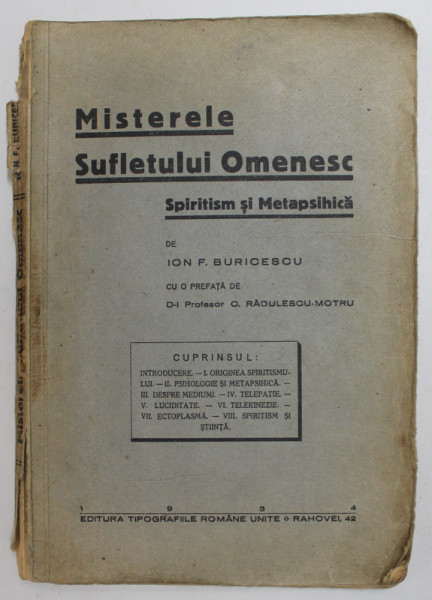 Misterele
Sufletului Omenesc
Spiritism și Metapsihică
DE
ION F. BURICESCU
CU O PREFAȚĂ DE
D-l Profesor C. RĂDULESCU-MOTRU
CUPRINSUL:
INTRODUCERE. — I. ORIGINEA SPIRITISMU-
LUI. — II. PSIHOLOGIE ȘI METAPSIHICĂ. —
III. DESPRE MEDIUMI. — IV. TELEPATIE. —
V. LUCIDITATE. — VI. TELEKINEZIE. —
VII. ECTOPLASMĂ. — VIII. SPIRITISM ȘI
ȘTIINȚĂ.
1 9 3 4
EDITURA TIPOGRAFIILE ROMÂNE UNITE ❖ RAHOVEI, 42